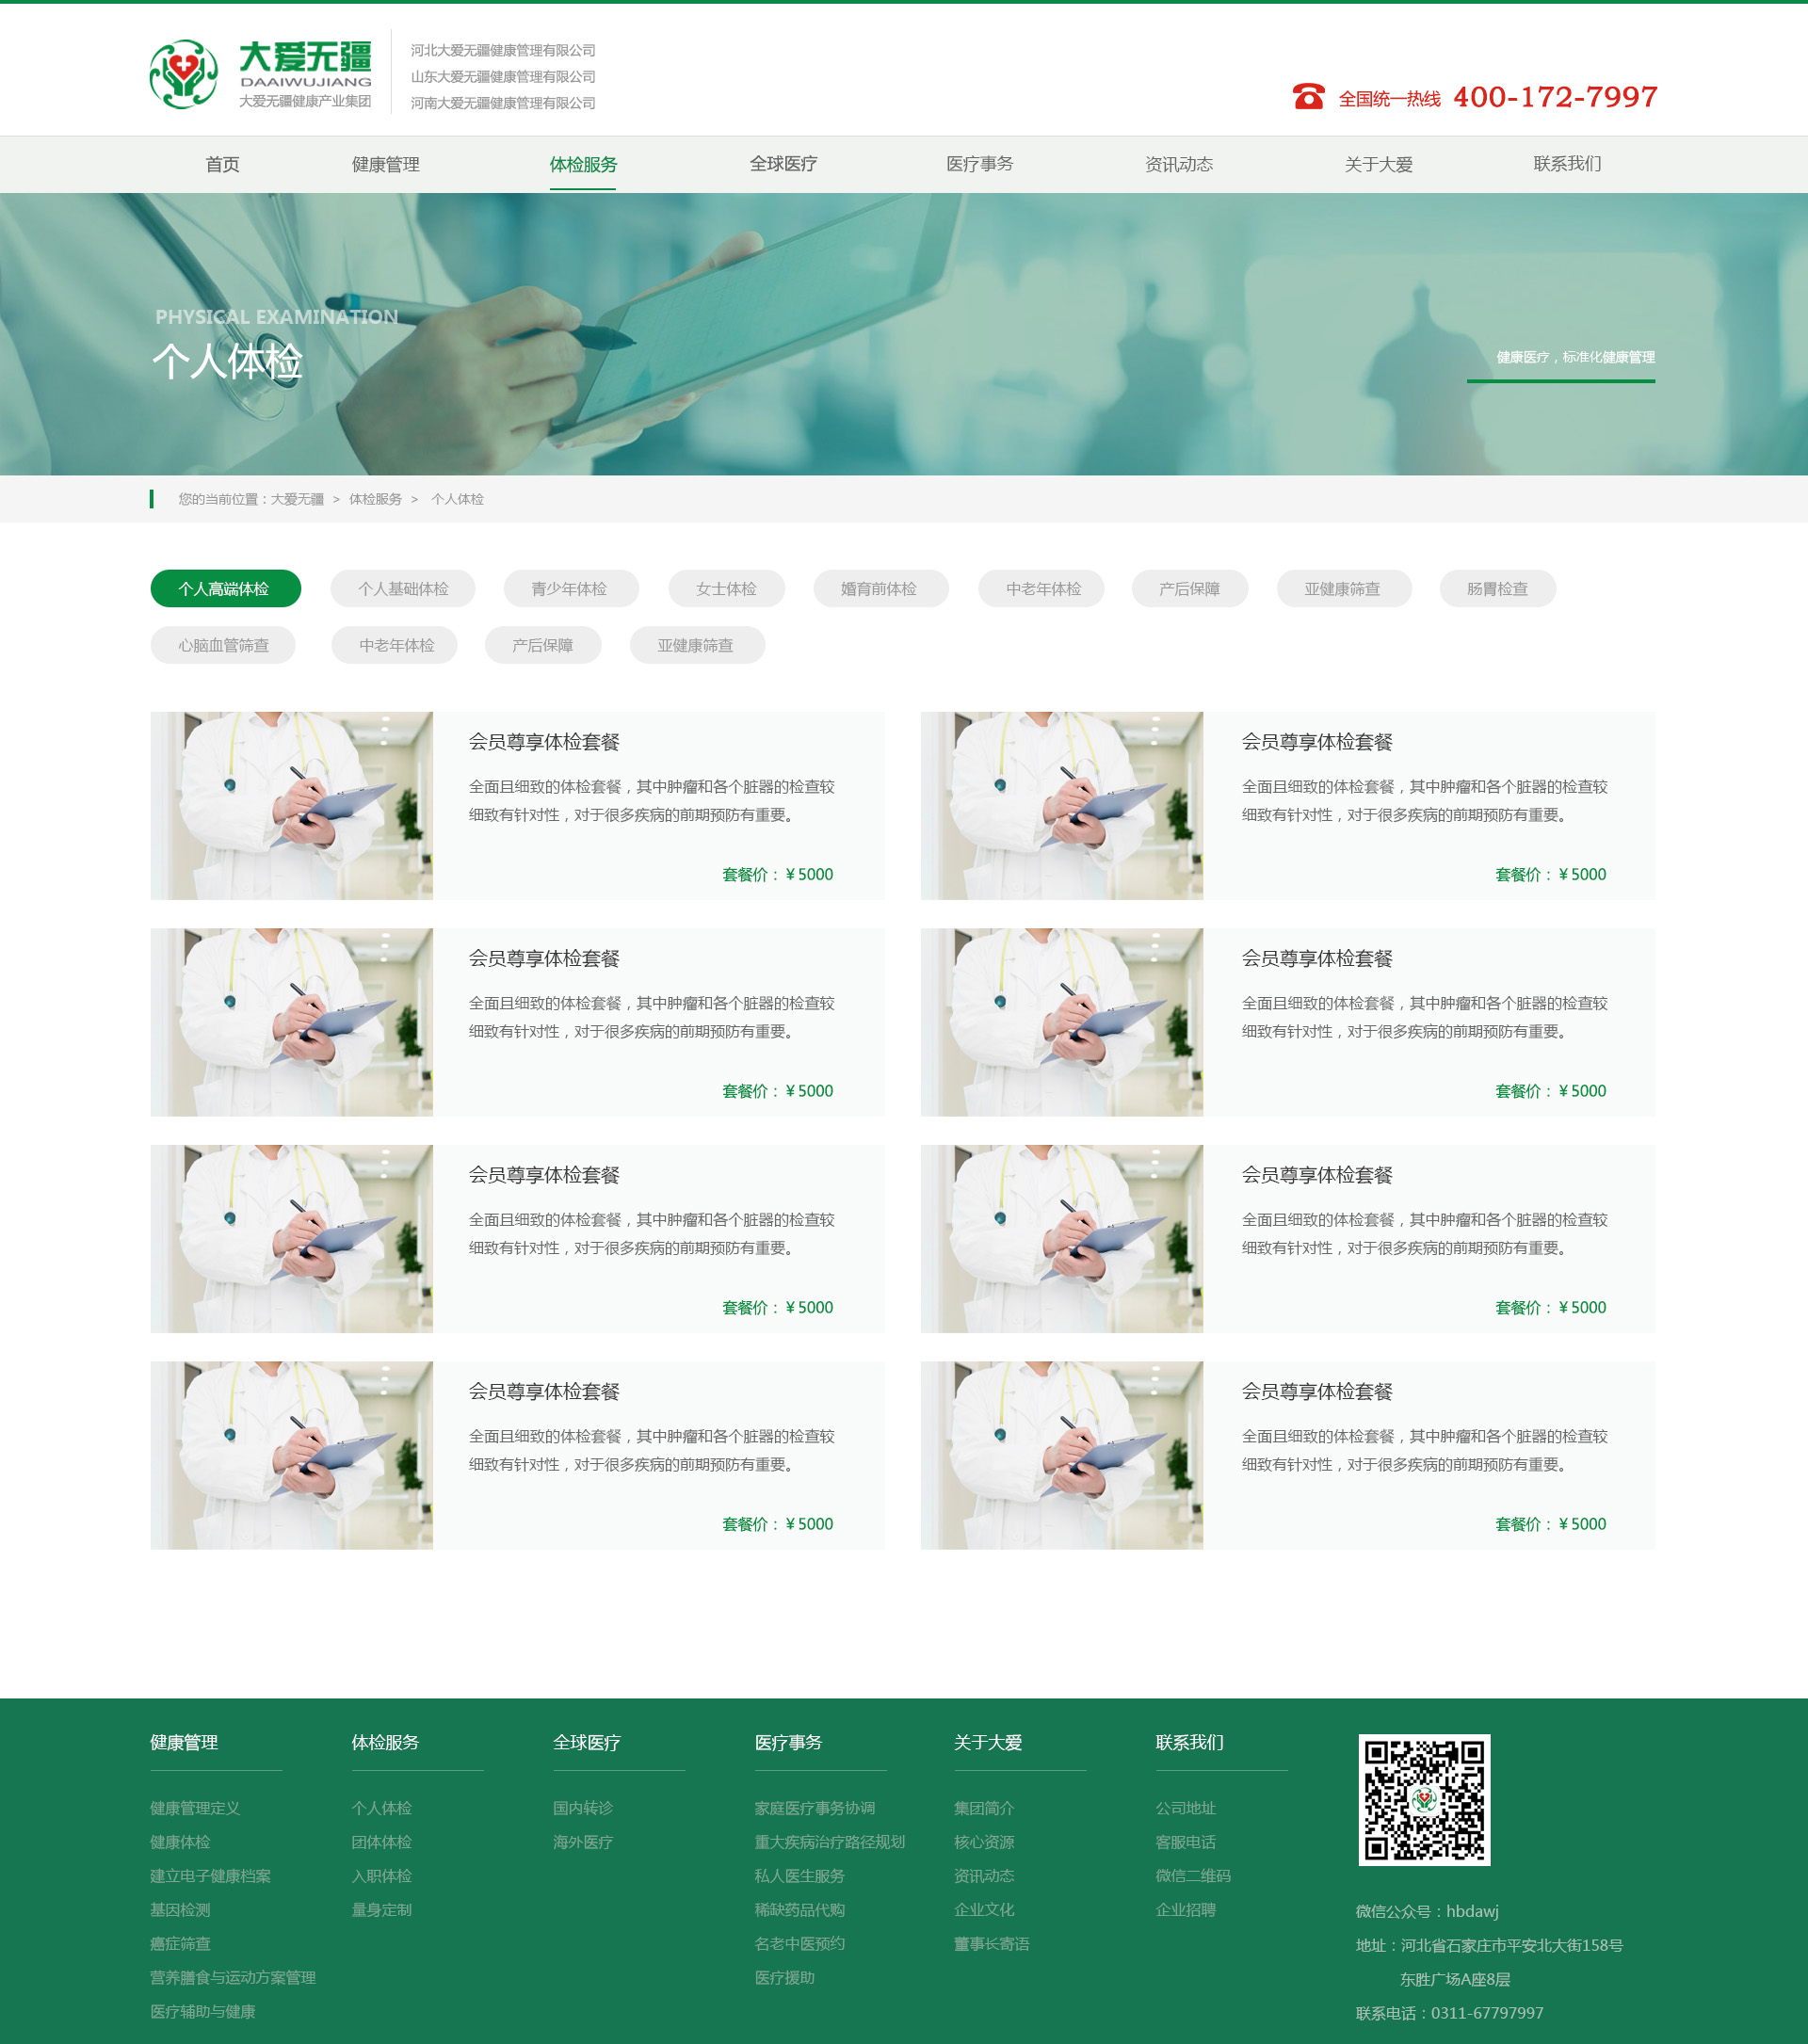 大爱无疆
DAAIWUJIANG
大爱无疆健康产业集团
河北大爱无疆健康管理有限公司
山东大爱无疆健康管理有限公司
河南大爱无疆健康管理有限公司
全国统一热线 400-172-7997
首页 健康管理 体检服务 全球医疗 医疗事务 资讯动态 关于大爱 联系我们
PHYSICAL EXAMINATION
个人体检
健康医疗，标准化健康管理
您的当前位置：大爱无疆 > 体检服务 > 个人体检
个人高端体检 个人基础体检 青少年体检 女士体检 婚育前体检 中老年体检 产后保障 亚健康筛查 肠胃检查
心脑血管筛查 中老年体检 产后保障 亚健康筛查
会员尊享体检套餐
全面且细致的体检套餐，其中肿瘤和各个脏器的检查较
细致有针对性，对于很多疾病的前期预防有重要。
套餐价：￥5000
会员尊享体检套餐
全面且细致的体检套餐，其中肿瘤和各个脏器的检查较
细致有针对性，对于很多疾病的前期预防有重要。
套餐价：￥5000
会员尊享体检套餐
全面且细致的体检套餐，其中肿瘤和各个脏器的检查较
细致有针对性，对于很多疾病的前期预防有重要。
套餐价：￥5000
会员尊享体检套餐
全面且细致的体检套餐，其中肿瘤和各个脏器的检查较
细致有针对性，对于很多疾病的前期预防有重要。
套餐价：￥5000
会员尊享体检套餐
全面且细致的体检套餐，其中肿瘤和各个脏器的检查较
细致有针对性，对于很多疾病的前期预防有重要。
套餐价：￥5000
会员尊享体检套餐
全面且细致的体检套餐，其中肿瘤和各个脏器的检查较
细致有针对性，对于很多疾病的前期预防有重要。
套餐价：￥5000
会员尊享体检套餐
全面且细致的体检套餐，其中肿瘤和各个脏器的检查较
细致有针对性，对于很多疾病的前期预防有重要。
套餐价：￥5000
会员尊享体检套餐
全面且细致的体检套餐，其中肿瘤和各个脏器的检查较
细致有针对性，对于很多疾病的前期预防有重要。
套餐价：￥5000
健康管理
健康管理定义
健康体检
建立电子健康档案
基因检测
癌症筛查
营养膳食与运动方案管理
医疗辅助与健康
体检服务
个人体检
团体体检
入职体检
量身定制
全球医疗
国内转诊
海外医疗
医疗事务
家庭医疗事务协调
重大疾病治疗路径规划
私人医生服务
稀缺药品代购
名老中医预约
医疗援助
关于大爱
集团简介
核心资源
资讯动态
企业文化
董事长寄语
联系我们
公司地址
客服电话
微信二维码
企业招聘
微信公众号：hbdawj
地址：河北省石家庄市平安北大街158号
东胜广场A座8层
联系电话：0311-67797997